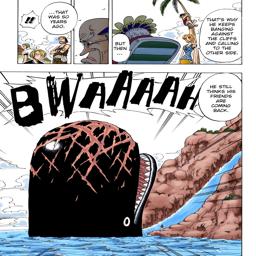 ...THAT
WAS 50
YEARS
AGO.
!!
BUT
THEN
THAT'S WHY
HE KEEPS
BANGING
AGAINST
THE CLIFFS
AND CALLING
TO THE
OTHER SIDE.
BWAAAAAH
HE STILL
THINKS HIS
FRIENDS
ARE
COMING
BACK.